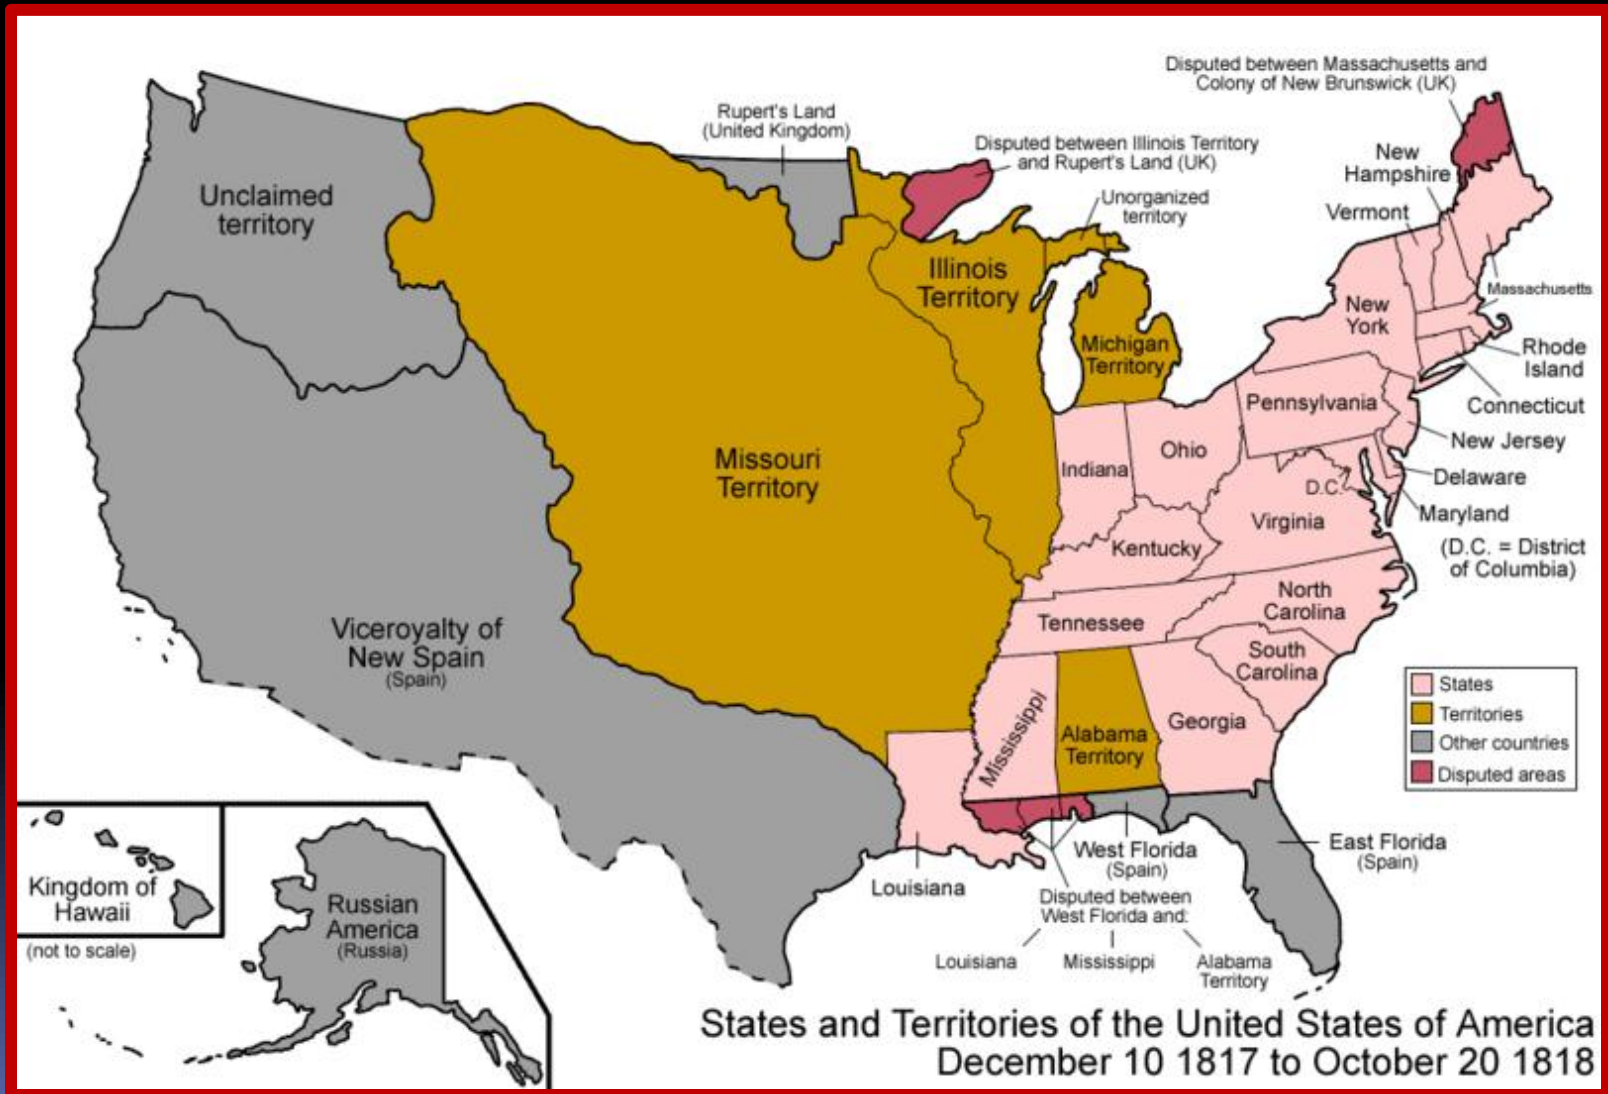 Disputed between Massachusetts and
Colony of New Brunswick (UK)
Rupert's Land
(United Kingdom)
Disputed between Illinois Territory
and Rupert's Land (UK)
New
Hampshire
Unorganized
territory
Vermont
Unclaimed
territory
Illinois
Territory
Massachusetts
New
York
Michigan
Territory
Rhode
Island
Pennsylvania
Connecticut
New Jersey
Missouri
Territory
Indiana
Ohio
Delaware
D.C.
Maryland
Virginia
Kentucky
(D.C. = District
of Columbia)
North
Carolina
Tennessee
Viceroyalty of
New Spain
(Spain)
South
Carolina
States
Territories
Other countries
Disputed areas
Mississippi
Alabama
Territory
Georgia
East Florida
(Spain)
West Florida
(Spain)
Louisiana
Disputed between
West Florida and:
Louisiana
Mississippi
Alabama
Territory
Kingdom of
Hawaii
(not to scale)
Russian
America
(Russia)
States and Territories of the United States of America
December 10 1817 to October 20 1818